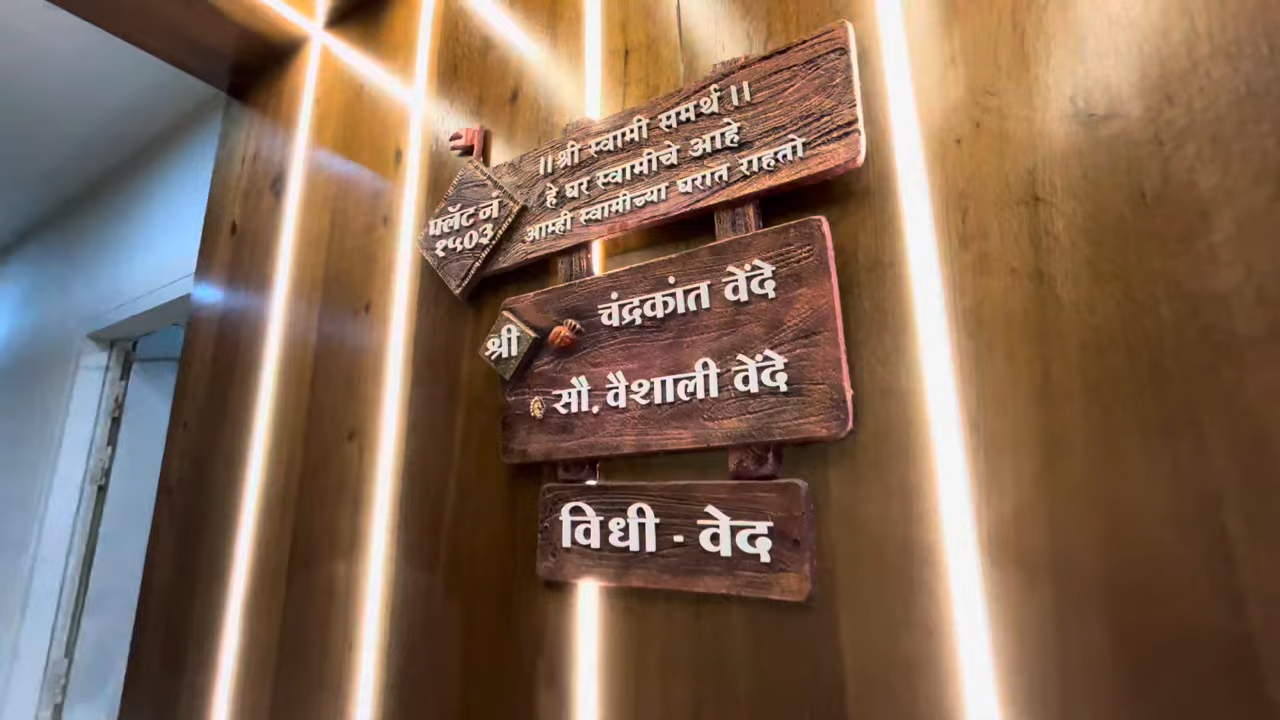 ॥श्री स्वामी समर्थ॥
हे घर स्वामीचे आहे
आम्ही स्वामीच्या घरात राहतो
फ्लॅट नं
१५०३
श्री चंद्रकांत वेंदे
सौ. वैशाली वेंदे
विधी - वेद